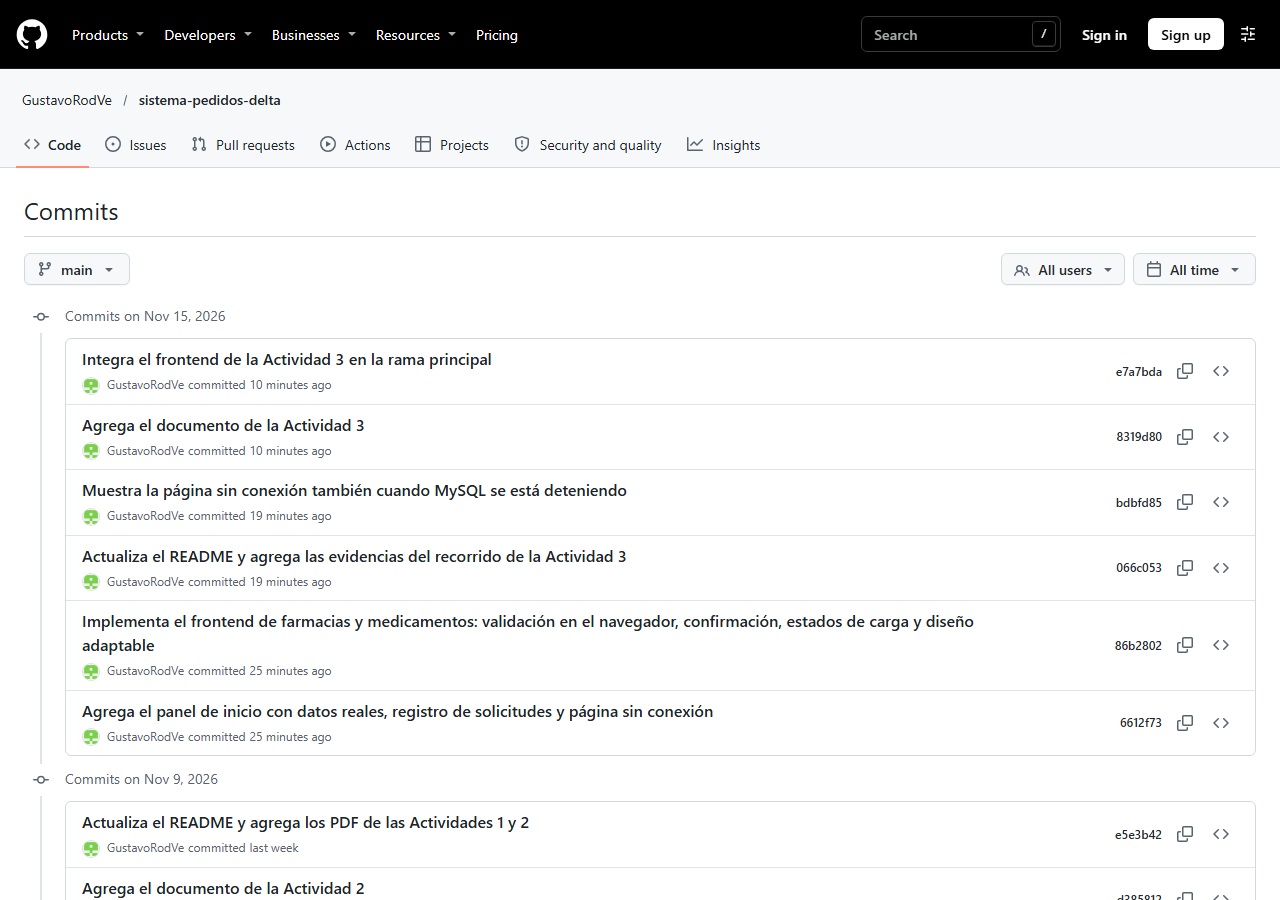 Products Developers Businesses Resources Pricing Search / Sign in Sign up
GustavoRodVe / sistema-pedidos-delta
Code Issues Pull requests Actions Projects Security and quality Insights
Commits
main All users All time
Commits on Nov 15, 2026
Integra el frontend de la Actividad 3 en la rama principal
GustavoRodVe committed 10 minutes ago
e7a7bda
Agrega el documento de la Actividad 3
GustavoRodVe committed 10 minutes ago
8319d80
Muestra la página sin conexión también cuando MySQL se está deteniendo
GustavoRodVe committed 19 minutes ago
bdbfd85
Actualiza el README y agrega las evidencias del recorrido de la Actividad 3
GustavoRodVe committed 19 minutes ago
066c053
Implementa el frontend de farmacias y medicamentos: validación en el navegador, confirmación, estados de carga y diseño
adaptable
GustavoRodVe committed 25 minutes ago
86b2802
Agrega el panel de inicio con datos reales, registro de solicitudes y página sin conexión
GustavoRodVe committed 25 minutes ago
6612f73
Commits on Nov 9, 2026
Actualiza el README y agrega los PDF de las Actividades 1 y 2
GustavoRodVe committed last week
e5e3b42
Agrega el documento de la Actividad 2